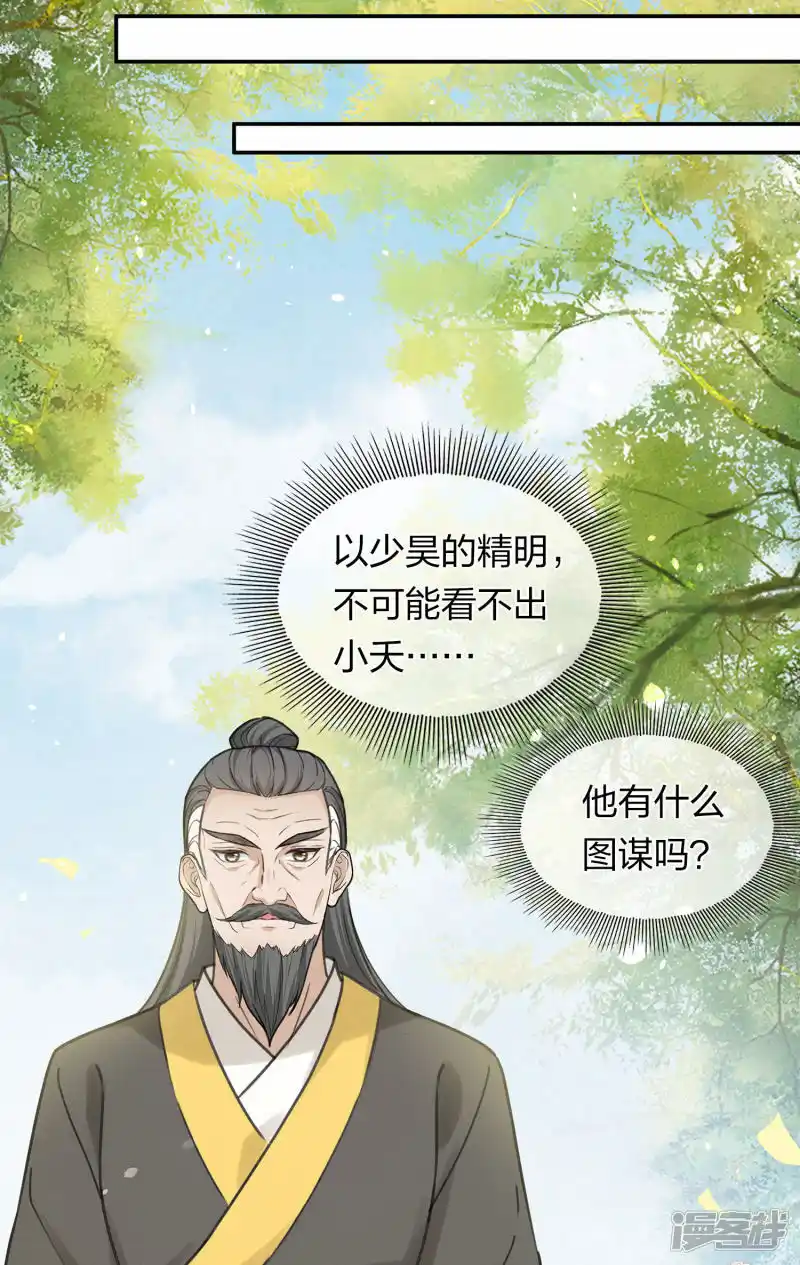 以少昊的精明，
不可能看不出
小夭……
他有什么
图谋吗？
漫客栈